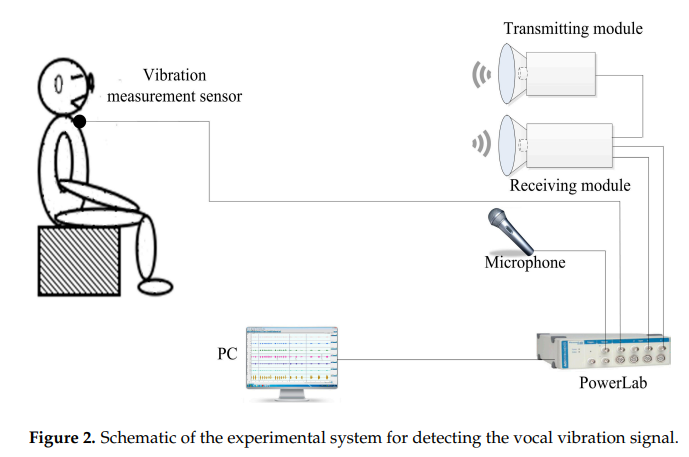 Transmitting module
Vibration
measurement sensor
Receiving module
Microphone
PC
PowerLab
Figure 2. Schematic of the experimental system for detecting the vocal vibration signal.